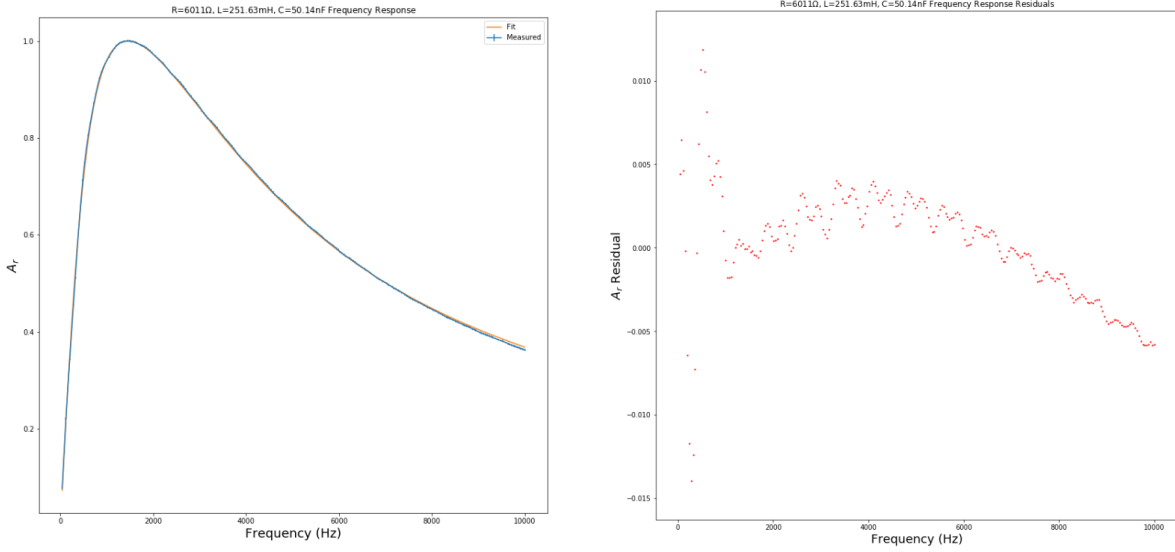 R=6011Ω, L=251.63mH, C=50.14nF Frequency Response
Fit
Measured
1.0
0.8
0.6
0.4
0.2
A_r
0
2000
4000
6000
8000
10000
Frequency (Hz)
R=6011Ω, L=251.63mH, C=50.14nF Frequency Response Residuals
0.010
0.005
0.000
−0.005
−0.010
−0.015
A_r Residual
0
2000
4000
6000
8000
10000
Frequency (Hz)